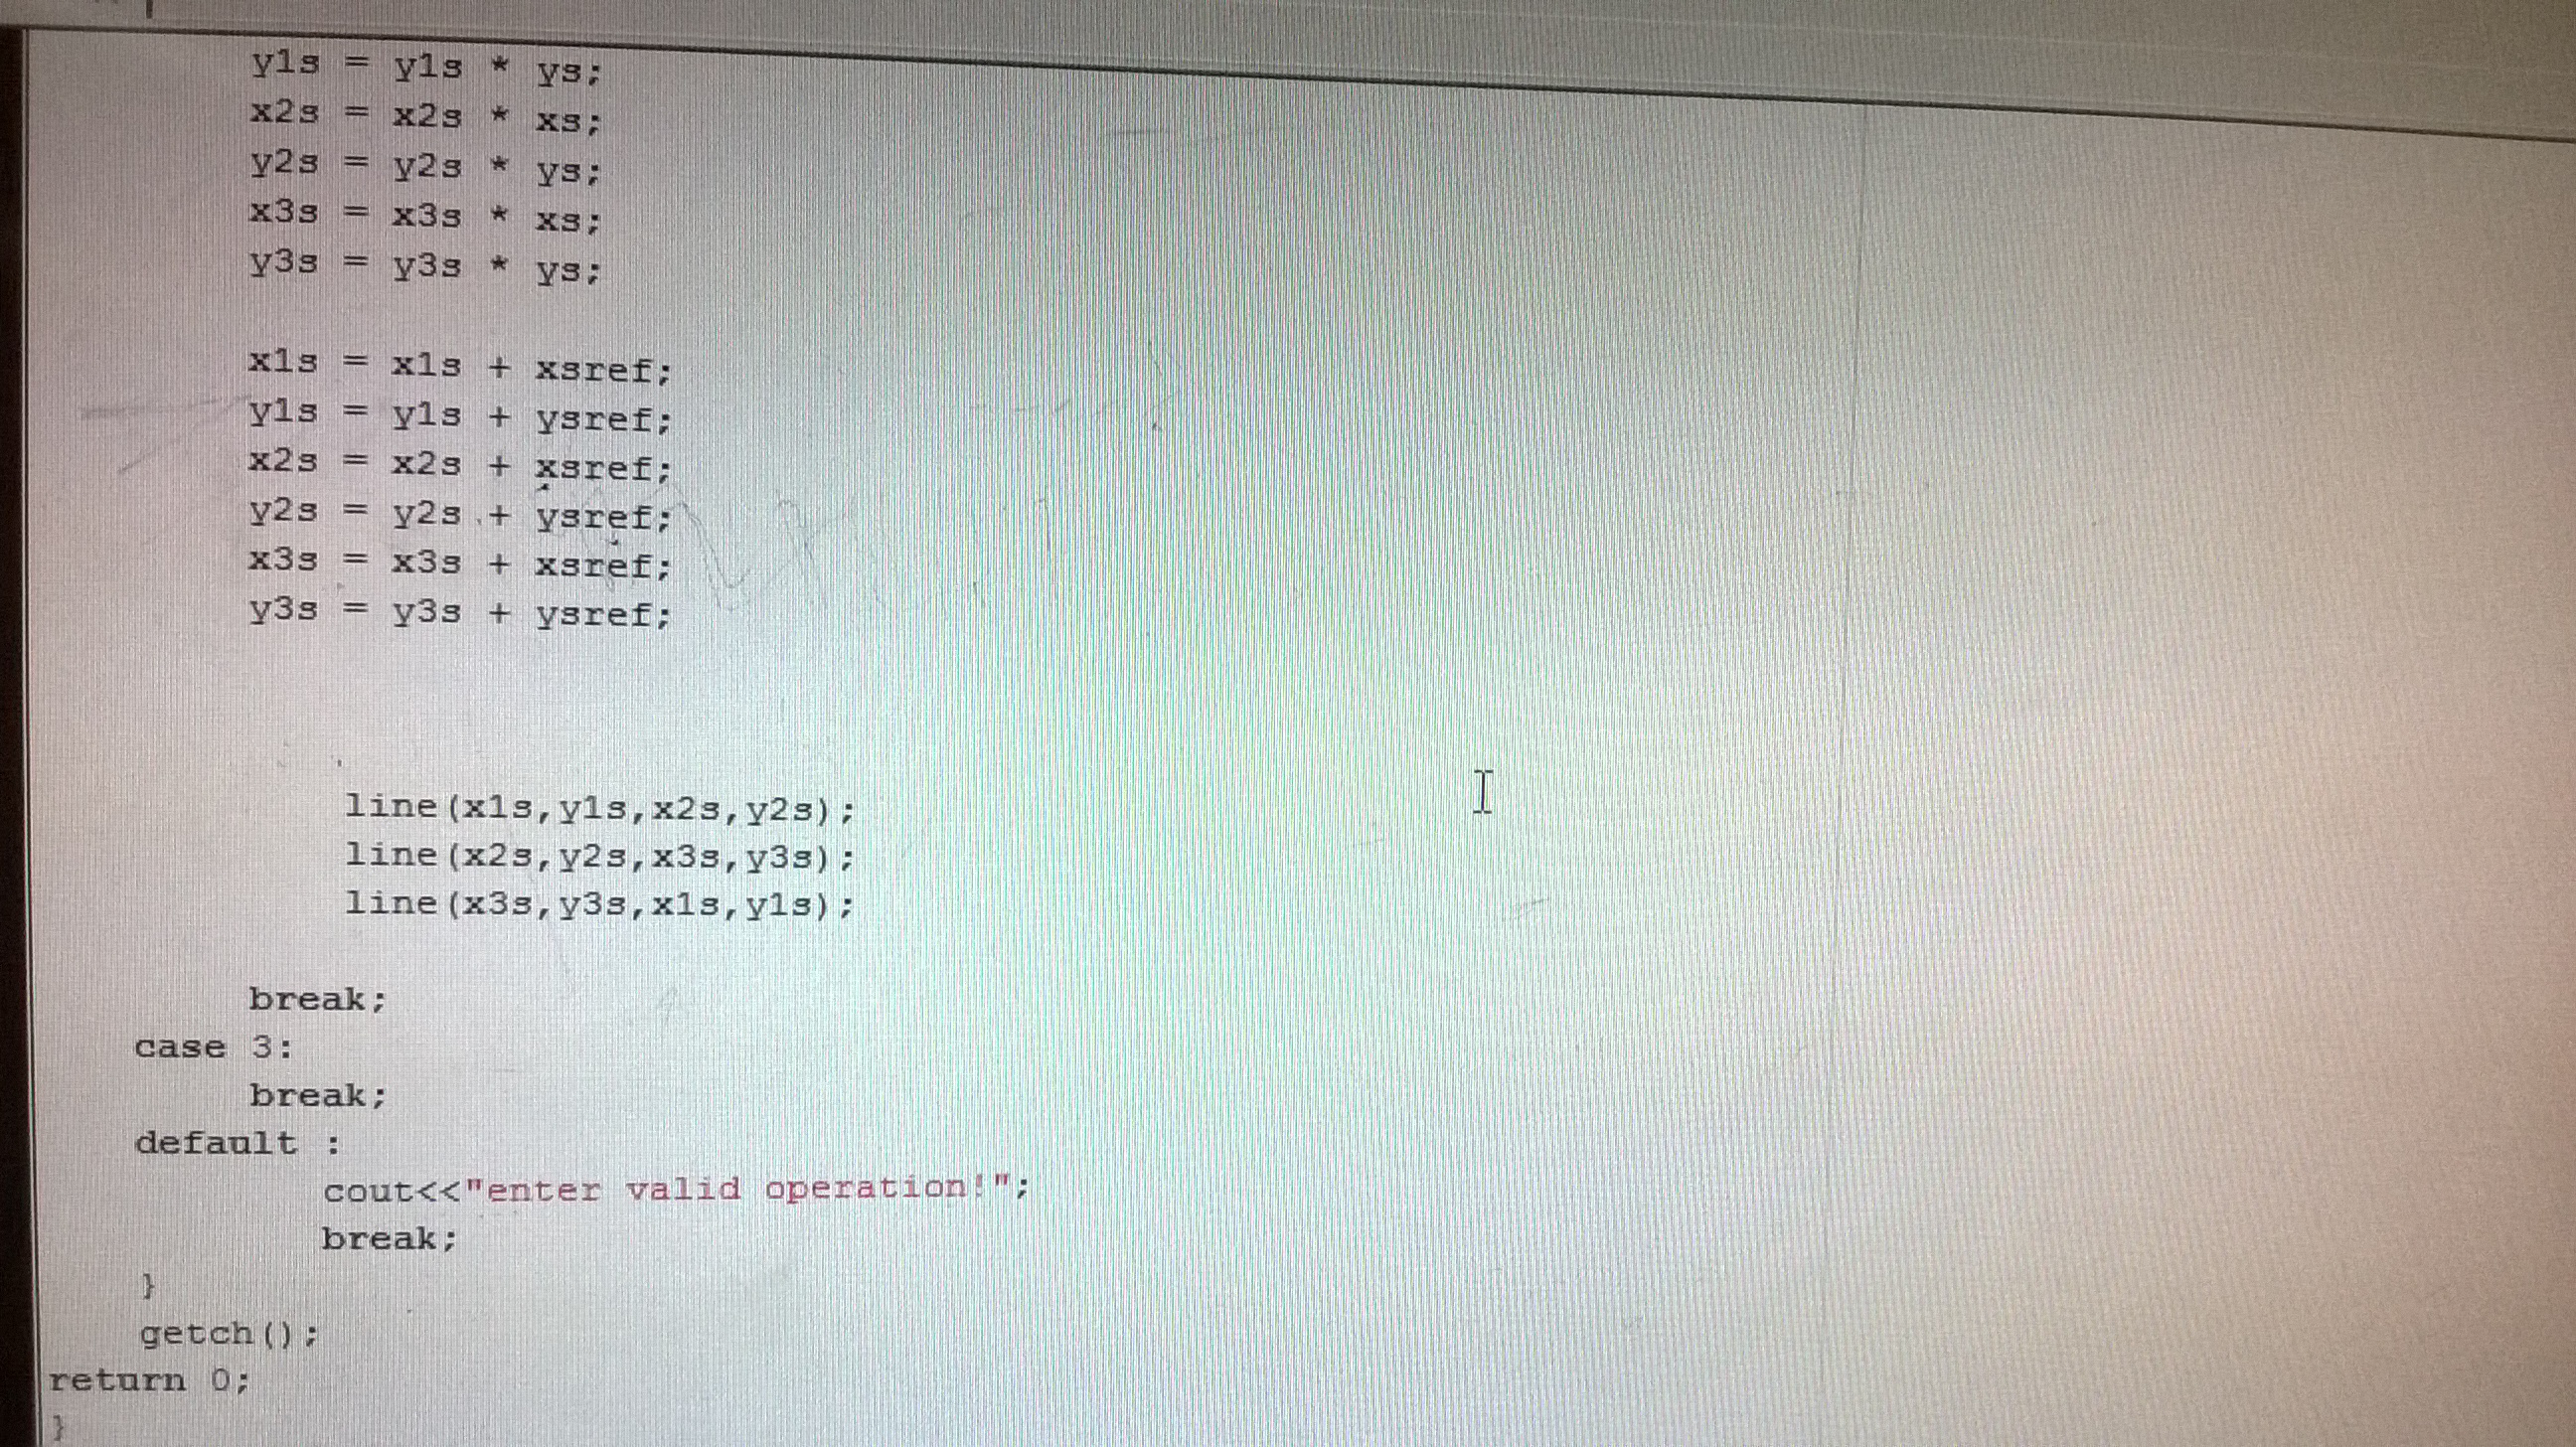 y1s = y1s * ys;
x2s = x2s * xs;
y2s = y2s * ys;
x3s = x3s * xs;
y3s = y3s * ys;
x1s = x1s + xsref;
y1s = y1s + ysref;
x2s = x2s + xsref;
y2s = y2s + ysref;
x3s = x3s + xsref;
y3s = y3s + ysref;
line(x1s,y1s,x2s,y2s);
line(x2s,y2s,x3s,y3s);
line(x3s,y3s,x1s,y1s);
break;
case 3:
break;
default :
cout<<"enter valid operation!";
break;
}
getch();
return 0;
}